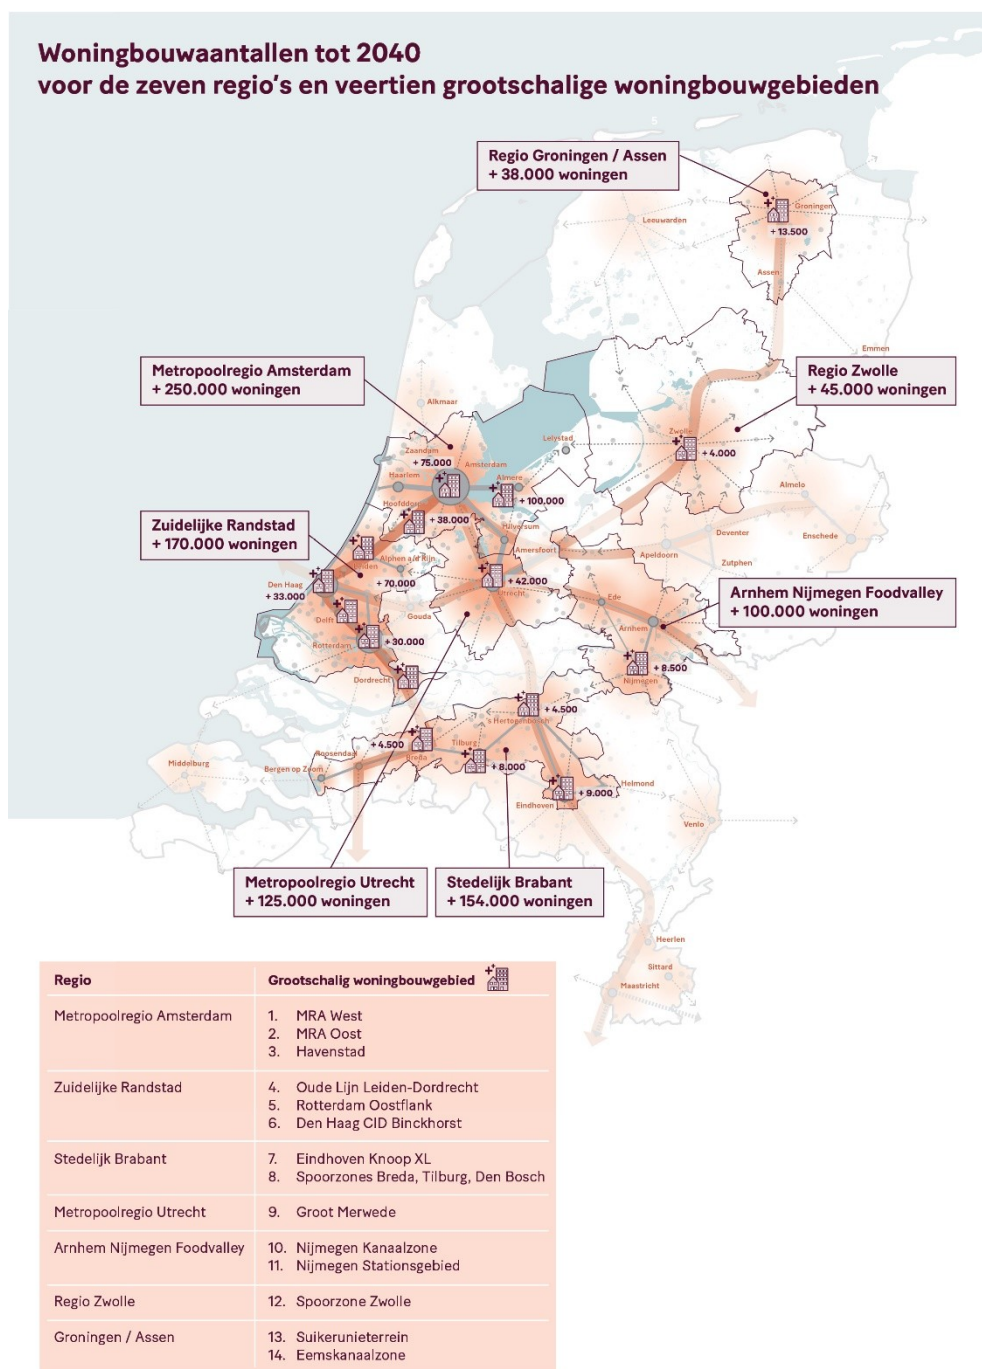 Woningbouwaantallen tot 2040
voor de zeven regio's en veertien grootschalige woningbouwgebieden
Regio Groningen / Assen
+ 38.000 woningen
Groningen
Leeuwarden
+ 13.500
Assen
Emmen
Metropoolregio Amsterdam
+ 250.000 woningen
Regio Zwolle
+ 45.000 woningen
Alkmaar
Zwolle
Lelystad
Zaandam
+ 4.000
+ 75.000
Amsterdam
Haarlem
Almere
Almelo
+ 100.000
Hoofddorp
Zuidelijke Randstad
+ 170.000 woningen
+ 38.000
Hilversum
Deventer
Enschede
Amersfoort
Apeldoorn
Alphen a/d Rijn
Zutphen
Leiden
Den Haag
+ 70.000
+ 42.000
+ 33.000
Utrecht
Ede
Arnhem Nijmegen Foodvalley
+ 100.000 woningen
Delft
Gouda
Arnhem
Rotterdam
+ 30.000
+ 8.500
Dordrecht
Nijmegen
+ 4.500
's Hertogenbosch
+ 4.500
Tilburg
Roosendaal
Breda
Middelburg
Bergen op Zoom
+ 8.000
Helmond
+ 9.000
Eindhoven
Venlo
Metropoolregio Utrecht
+ 125.000 woningen
Stedelijk Brabant
+ 154.000 woningen
Heerlen
Sittard
Maastricht
Regio Grootschalig woningbouwgebied
Metropoolregio Amsterdam 1. MRA West
2. MRA Oost
3. Havenstad
Zuidelijke Randstad 4. Oude Lijn Leiden-Dordrecht
5. Rotterdam Oostflank
6. Den Haag CID Binckhorst
Stedelijk Brabant 7. Eindhoven Knoop XL
8. Spoorzones Breda, Tilburg, Den Bosch
Metropoolregio Utrecht 9. Groot Merwede
Arnhem Nijmegen Foodvalley 10. Nijmegen Kanaalzone
11. Nijmegen Stationsgebied
Regio Zwolle 12. Spoorzone Zwolle
Groningen / Assen 13. Suikerunieterrein
14. Eemskanaalzone